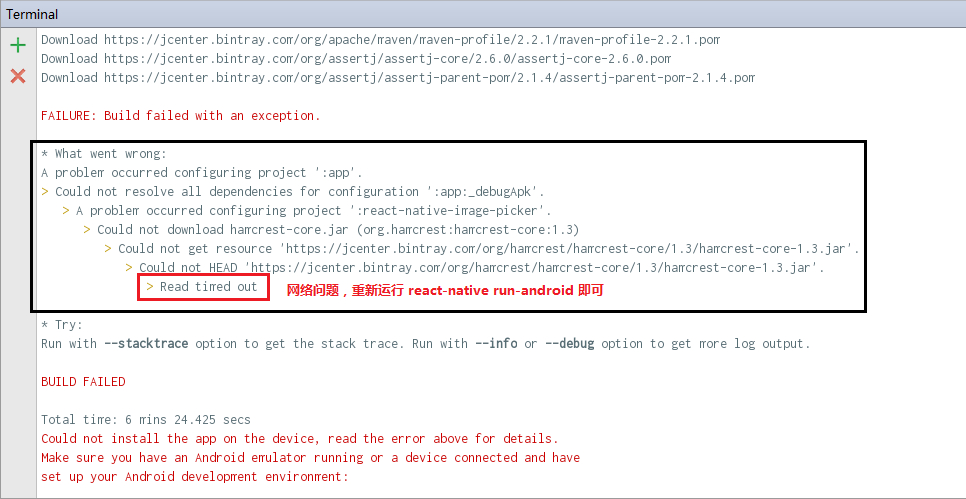 Terminal
Download https://jcenter.bintray.com/org/apache/maven/maven-profile/2.2.1/maven-profile-2.2.1.pom
Download https://jcenter.bintray.com/org/assertj/assertj-core/2.6.0/assertj-core-2.6.0.pom
Download https://jcenter.bintray.com/org/assertj/assertj-parent-pom/2.1.4/assertj-parent-pom-2.1.4.pom
FAILURE: Build failed with an exception.
* What went wrong:
A problem occurred configuring project ':app'.
> Could not resolve all dependencies for configuration ':app:_debugApk'.
> A problem occurred configuring project ':react-native-image-picker'.
> Could not download hamcrest-core.jar (org.hamcrest:hamcrest-core:1.3)
> Could not get resource 'https://jcenter.bintray.com/org/hamcrest/hamcrest-core/1.3/hamcrest-core-1.3.jar'.
> Could not HEAD 'https://jcenter.bintray.com/org/hamcrest/hamcrest-core/1.3/hamcrest-core-1.3.jar'.
> Read timed out 网络问题，重新运行 react-native run-android 即可
* Try:
Run with --stacktrace option to get the stack trace. Run with --info or --debug option to get more log output.
BUILD FAILED
Total time: 6 mins 24.425 secs
Could not install the app on the device, read the error above for details.
Make sure you have an Android emulator running or a device connected and have
set up your Android development environment: